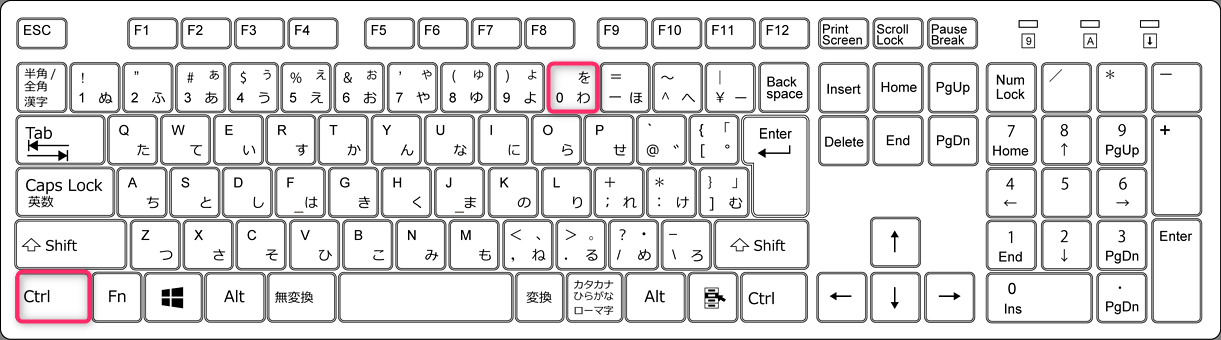 ESC F1 F2 F3 F4 F5 F6 F7 F8 F9 F10 F11 F12 Print Screen Scroll Lock Pause Break 9 A ↓
半角/全角 漢字 ! 1 ぬ " 2 ふ # ぁ 3 あ $ ぅ 4 う % ぇ 5 え & ぉ 6 お ' ゃ 7 や ( ゅ 8 ゆ ) ょ 9 よ を 0 わ = ー ほ 〜 ^ へ | ¥ ー Back space Insert Home PgUp Num Lock ／ * ー
Tab Q た W て E い R す T か Y ん U な I に O ら P せ ` @ ゛ { 「 [ ° Enter Delete End PgDn 7 Home 8 ↑ 9 PgUp +
Caps Lock 英数 A ち S と D し F _は G き H く J _ま K の L り + ; れ * : け } 」 ] む 4 ← 5 6 →
Shift Z つ X さ C そ V ひ B こ N み M も < 、 , ね > 。 . る ? ・ / め _ \ ろ Shift ↑ 1 End 2 ↓ 3 PgDn Enter
Ctrl Fn Alt 無変換 変換 カタカナ ひらがな ローマ字 Alt Ctrl ← ↓ → 0 Ins . PgDn